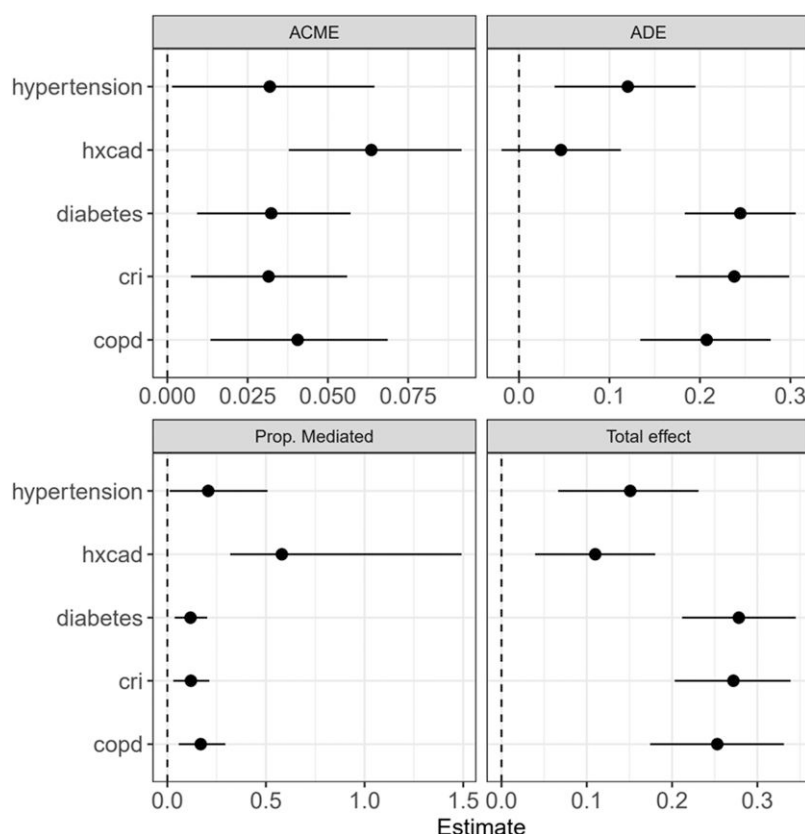 ACME ADE
hypertension
hxcad
diabetes
cri
copd
0.000 0.025 0.050 0.075 0.0 0.1 0.2 0.3
Prop. Mediated Total effect
hypertension
hxcad
diabetes
cri
copd
0.0 0.5 1.0 1.5 0.0 0.1 0.2 0.3
Estimate